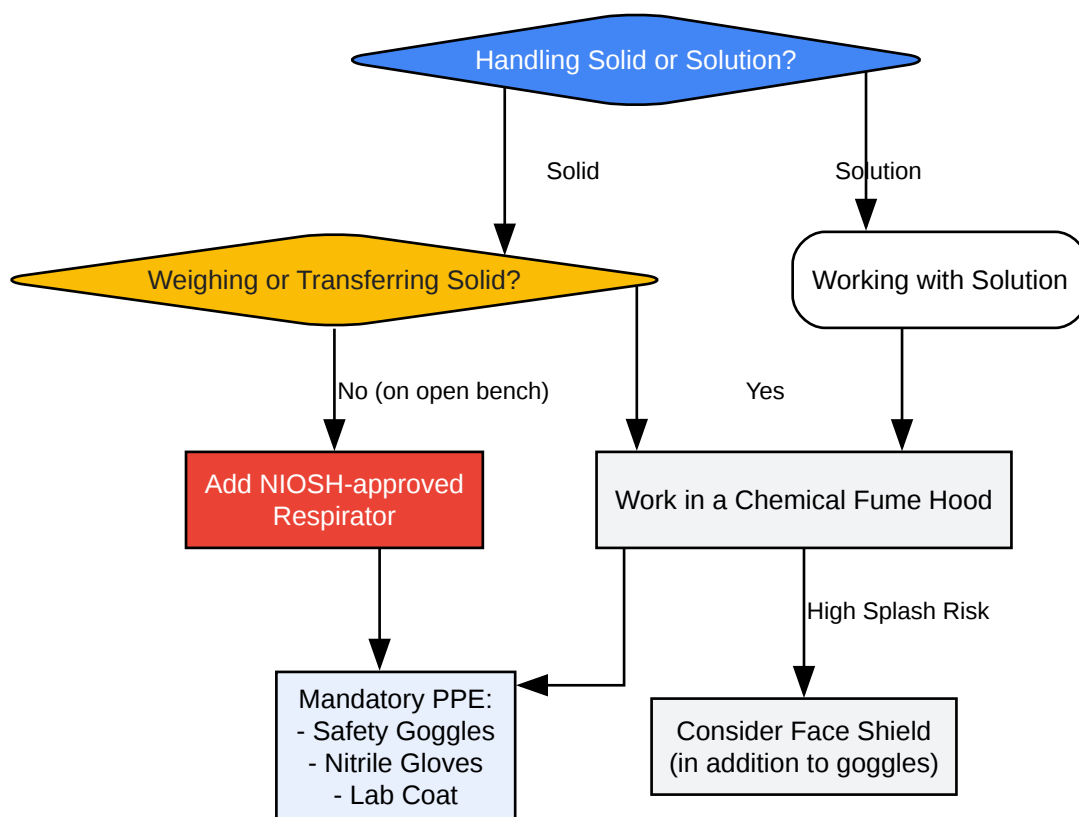 Handling Solid or Solution?
Solid
Solution
Weighing or Transferring Solid?
Working with Solution
No (on open bench)
Yes
Add NIOSH-approved
Respirator
Work in a Chemical Fume Hood
High Splash Risk
Mandatory PPE:
- Safety Goggles
- Nitrile Gloves
- Lab Coat
Consider Face Shield
(in addition to goggles)